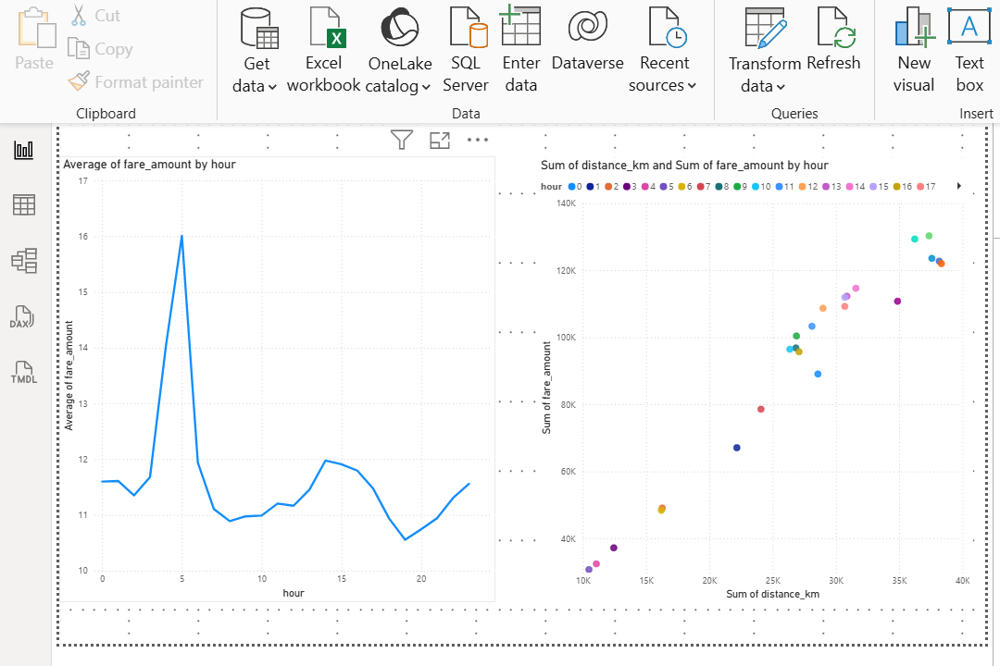 Paste
Cut
Copy
Format painter
Clipboard
Get data
Excel workbook
OneLake catalog
SQL Server
Enter data
Dataverse
Recent sources
Data
Transform data
Refresh
Queries
New visual
A
Text box
Insert
DAX
TMDL
Average of fare_amount by hour
Average of fare_amount
17
16
15
14
13
12
11
10
0 5 10 15 20
hour
Sum of distance_km and Sum of fare_amount by hour
hour 0 1 2 3 4 5 6 7 8 9 10 11 12 13 14 15 16 17
Sum of fare_amount
140K
120K
100K
80K
60K
40K
10K 15K 20K 25K 30K 35K 40K
Sum of distance_km